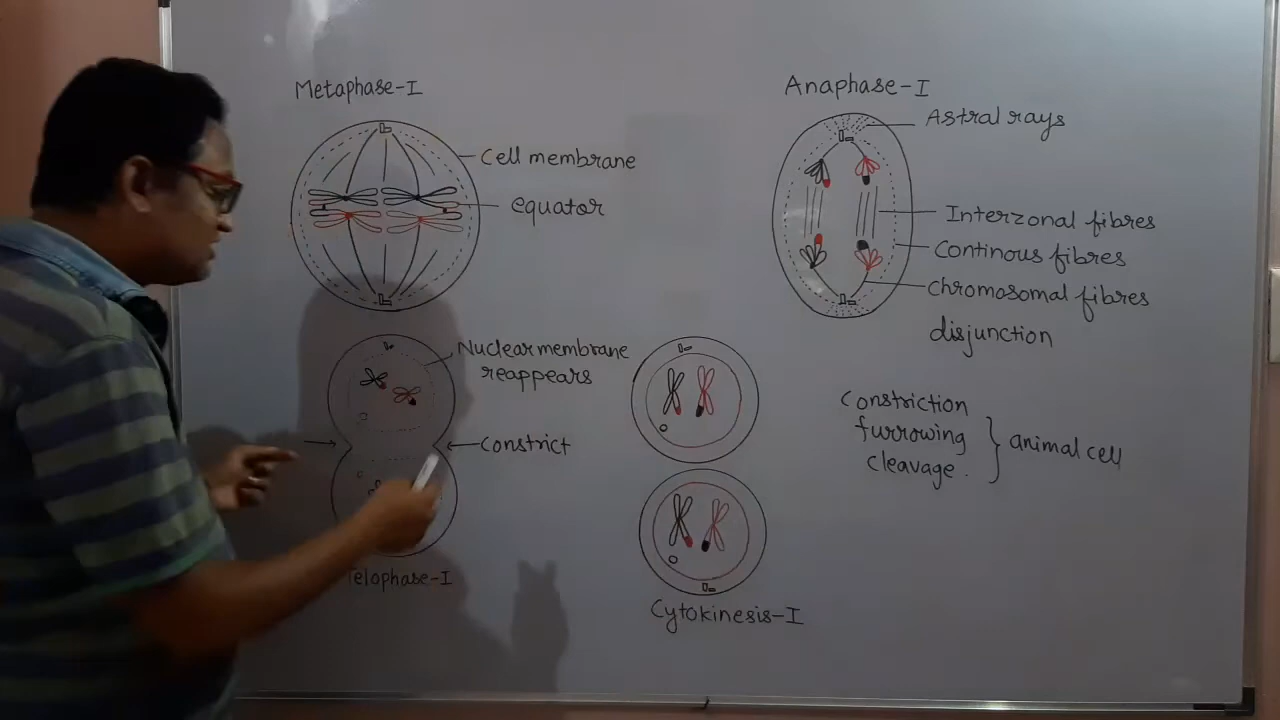 Metaphase-I
Cell membrane
equator
Anaphase-I
Astral rays
Interzonal fibres
Continous fibres
Chromosomal fibres
disjunction
Nuclear membrane
reappears
Constrict
Telophase-I
Cytokinesis-I
Constriction
furrowing
cleavage.
animal cell